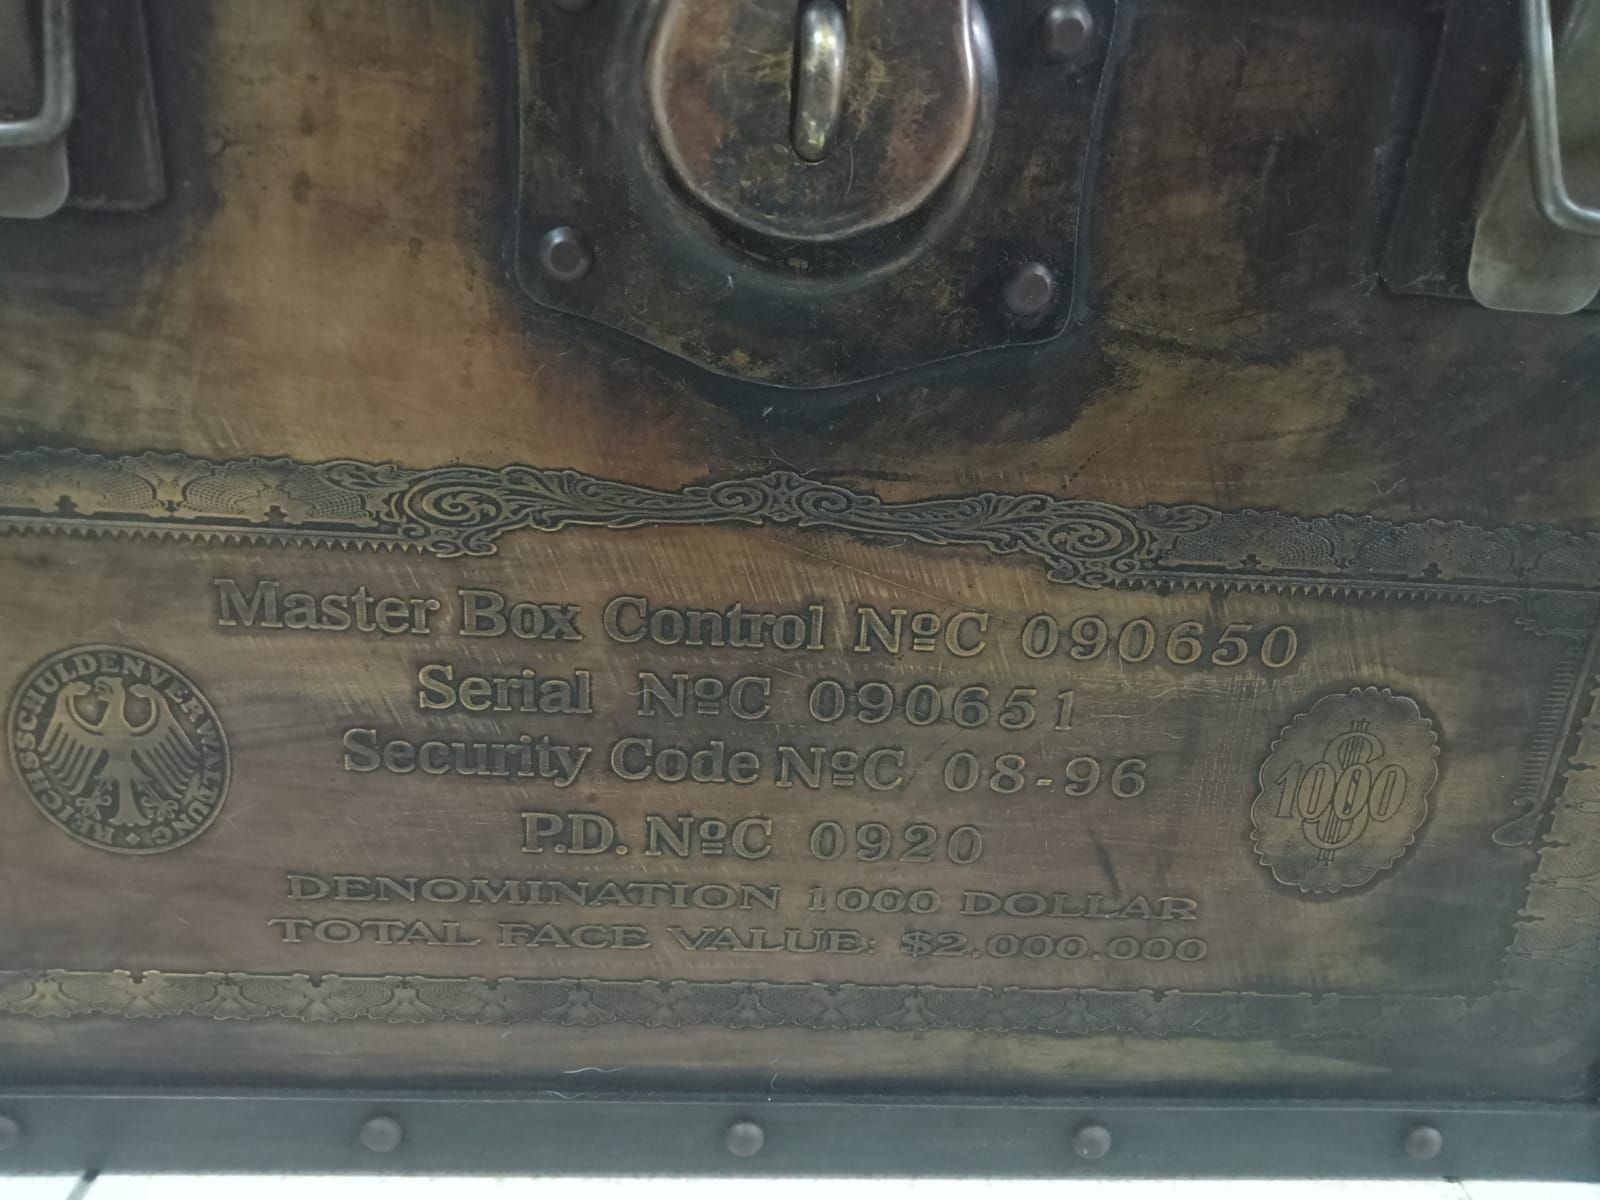 Master Box Control NºC 090650
Serial NºC 090651
Security Code NºC 08-96
P.D. NºC 0920
DENOMINATION 1000 DOLLAR
TOTAL FACE VALUE: $2.000.000
REICHSSCHULDENVERWALTUNG
1000
$